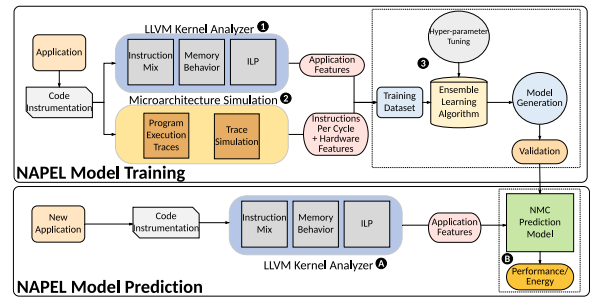 LLVM Kernel Analyzer 1
Application
Code
Instrumentation
Instruction
Mix
Memory
Behavior
ILP
Application
Features
Microarchitecture Simulation 2
Program
Execution
Traces
Trace
Simulation
Instructions
Per Cycle
+ Hardware
Features
Hyper-parameter
Tuning
3
Training
Dataset
Ensemble
Learning
Algorithm
Model
Generation
Validation
NAPEL Model Training
New
Application
Code
Instrumentation
Instruction
Mix
Memory
Behavior
ILP
LLVM Kernel Analyzer A
Application
Features
NMC
Prediction
Model
B
Performance/
Energy
NAPEL Model Prediction